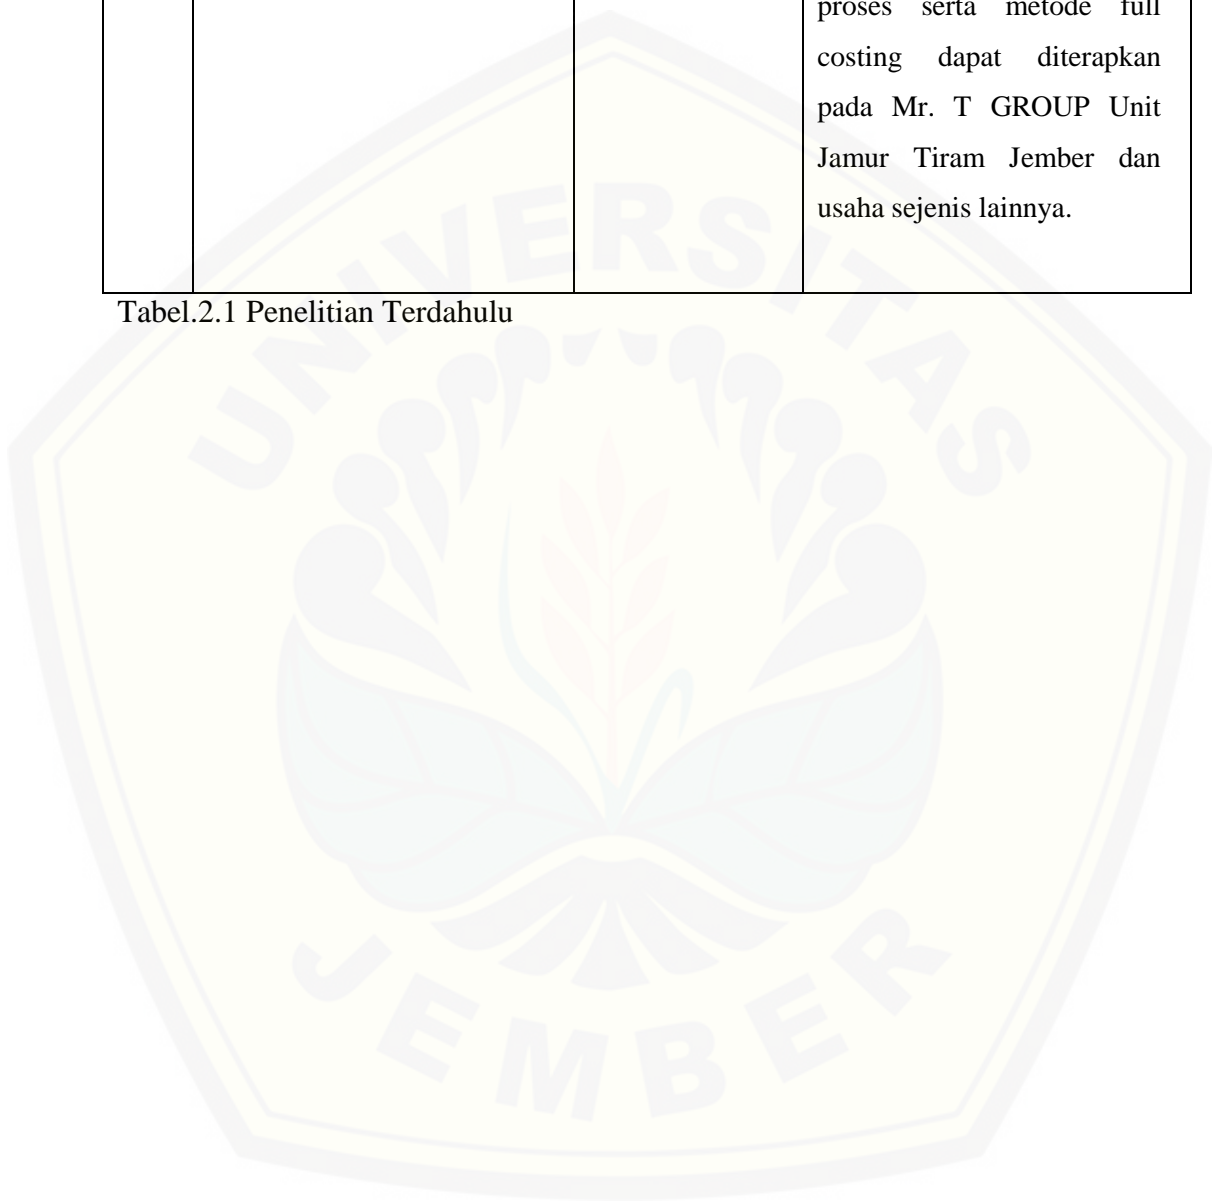 proses serta metode full
costing dapat diterapkan
pada Mr. T GROUP Unit
Jamur Tiram Jember dan
usaha sejenis lainnya.
Tabel.2.1 Penelitian Terdahulu
UNIVERSITAS
JEMBER